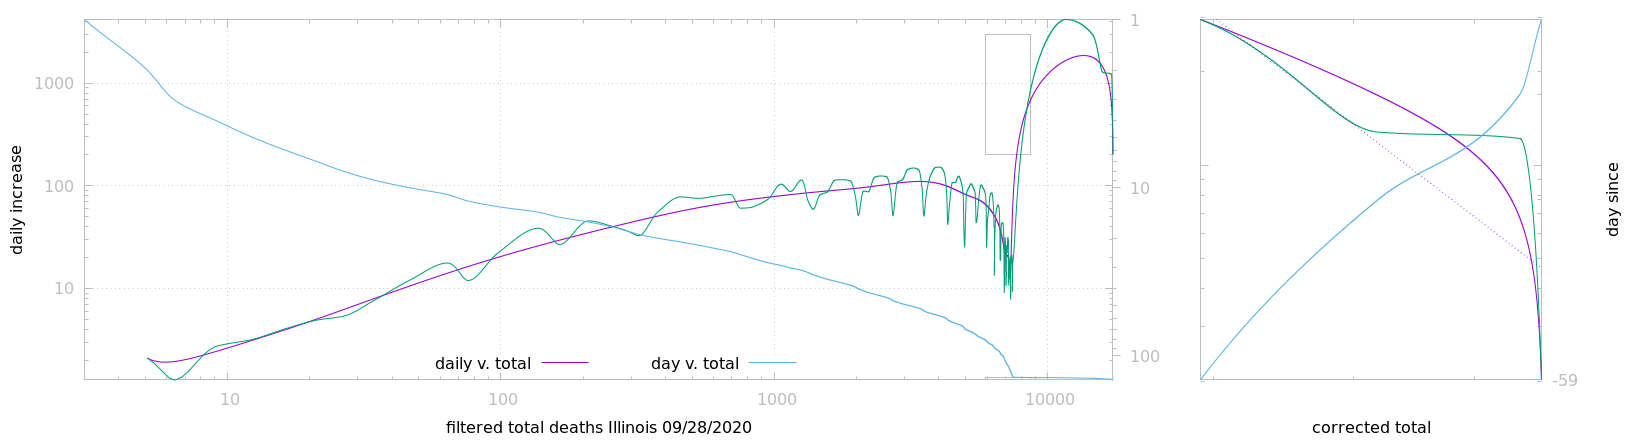 1
1000
100
10
daily increase
10
100
daily v. total
day v. total
10
100
1000
10000
filtered total deaths Illinois 09/28/2020
day since
-59
corrected total